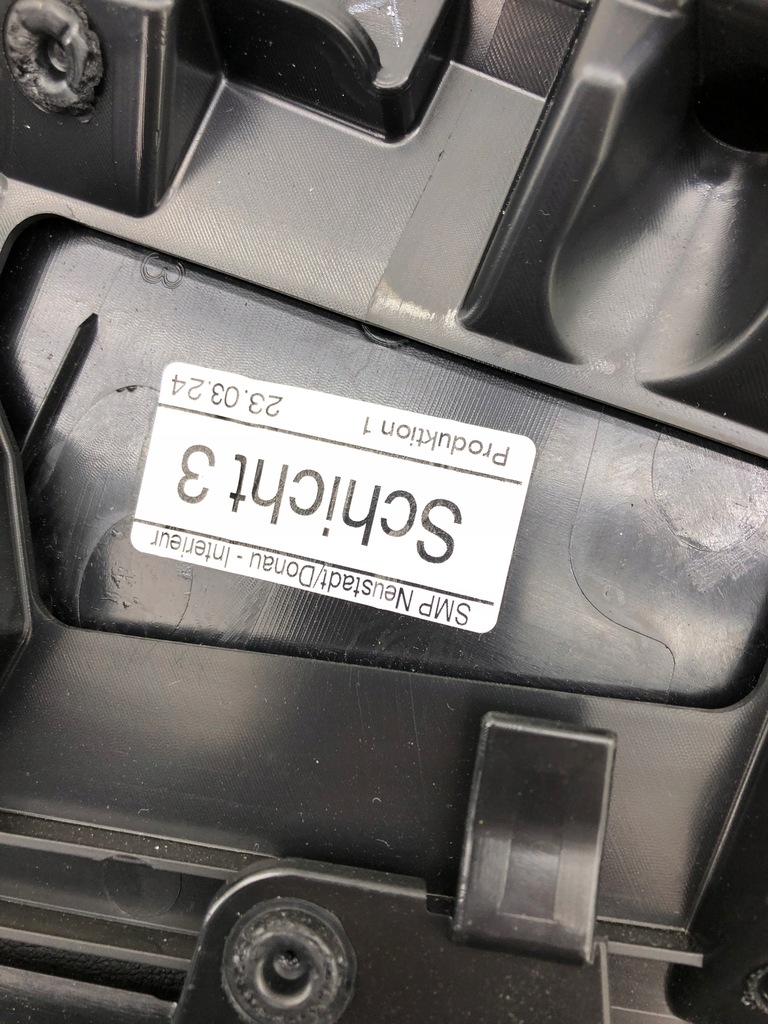 SMP Neustadt/Donau - Interieur
Schicht 3
Produktion 1 23.03.24